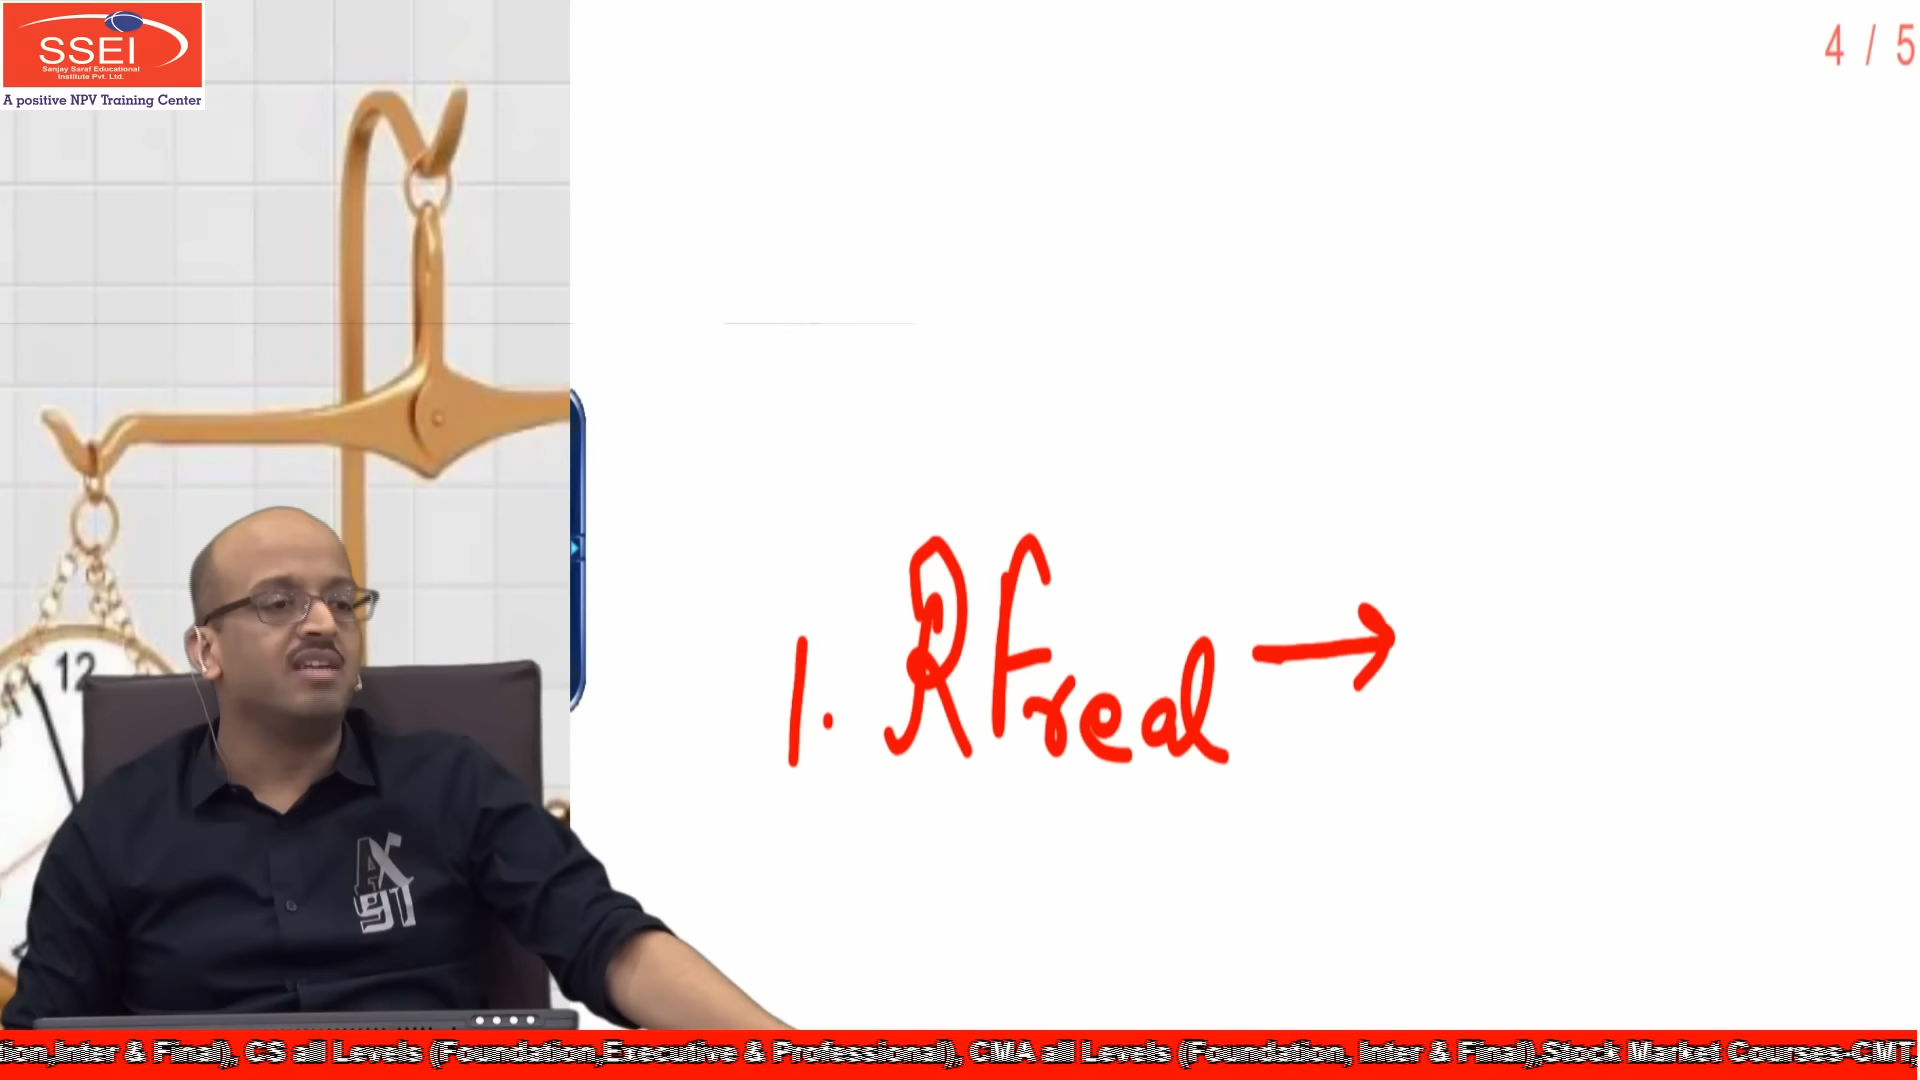 SSEI
Sanjay Saraf Educational
Institute Pvt. Ltd.
A positive NPV Training Center
4 / 5
12
1. RFreal →
tion,Inter & Final), CS all Levels (Foundation,Executive & Professional), CMA all Levels (Foundation, Inter & Final),Stock Market Courses-CMT,